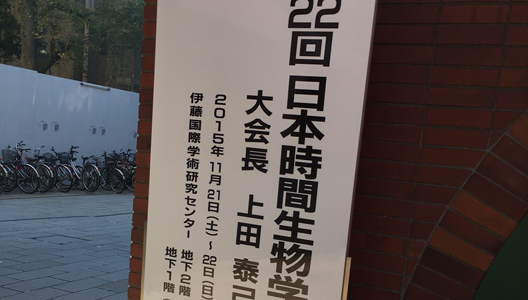 22回 日本時間生物学
大会長 上田 泰己
2015年11月21日(土)～22日(日)
伊藤国際学術研究センター 地下2階
地下1階